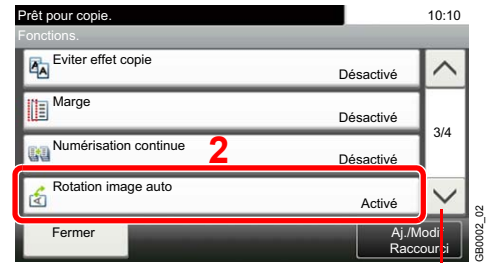 Prêt pour copie.
10:10
Fonctions.
Eviter effet copie
Désactivé
Marge
Désactivé
3/4
Numérisation continue
2
Désactivé
Rotation image auto
Activé
Fermer
Aj./Modif
Raccourci
GB0002_02